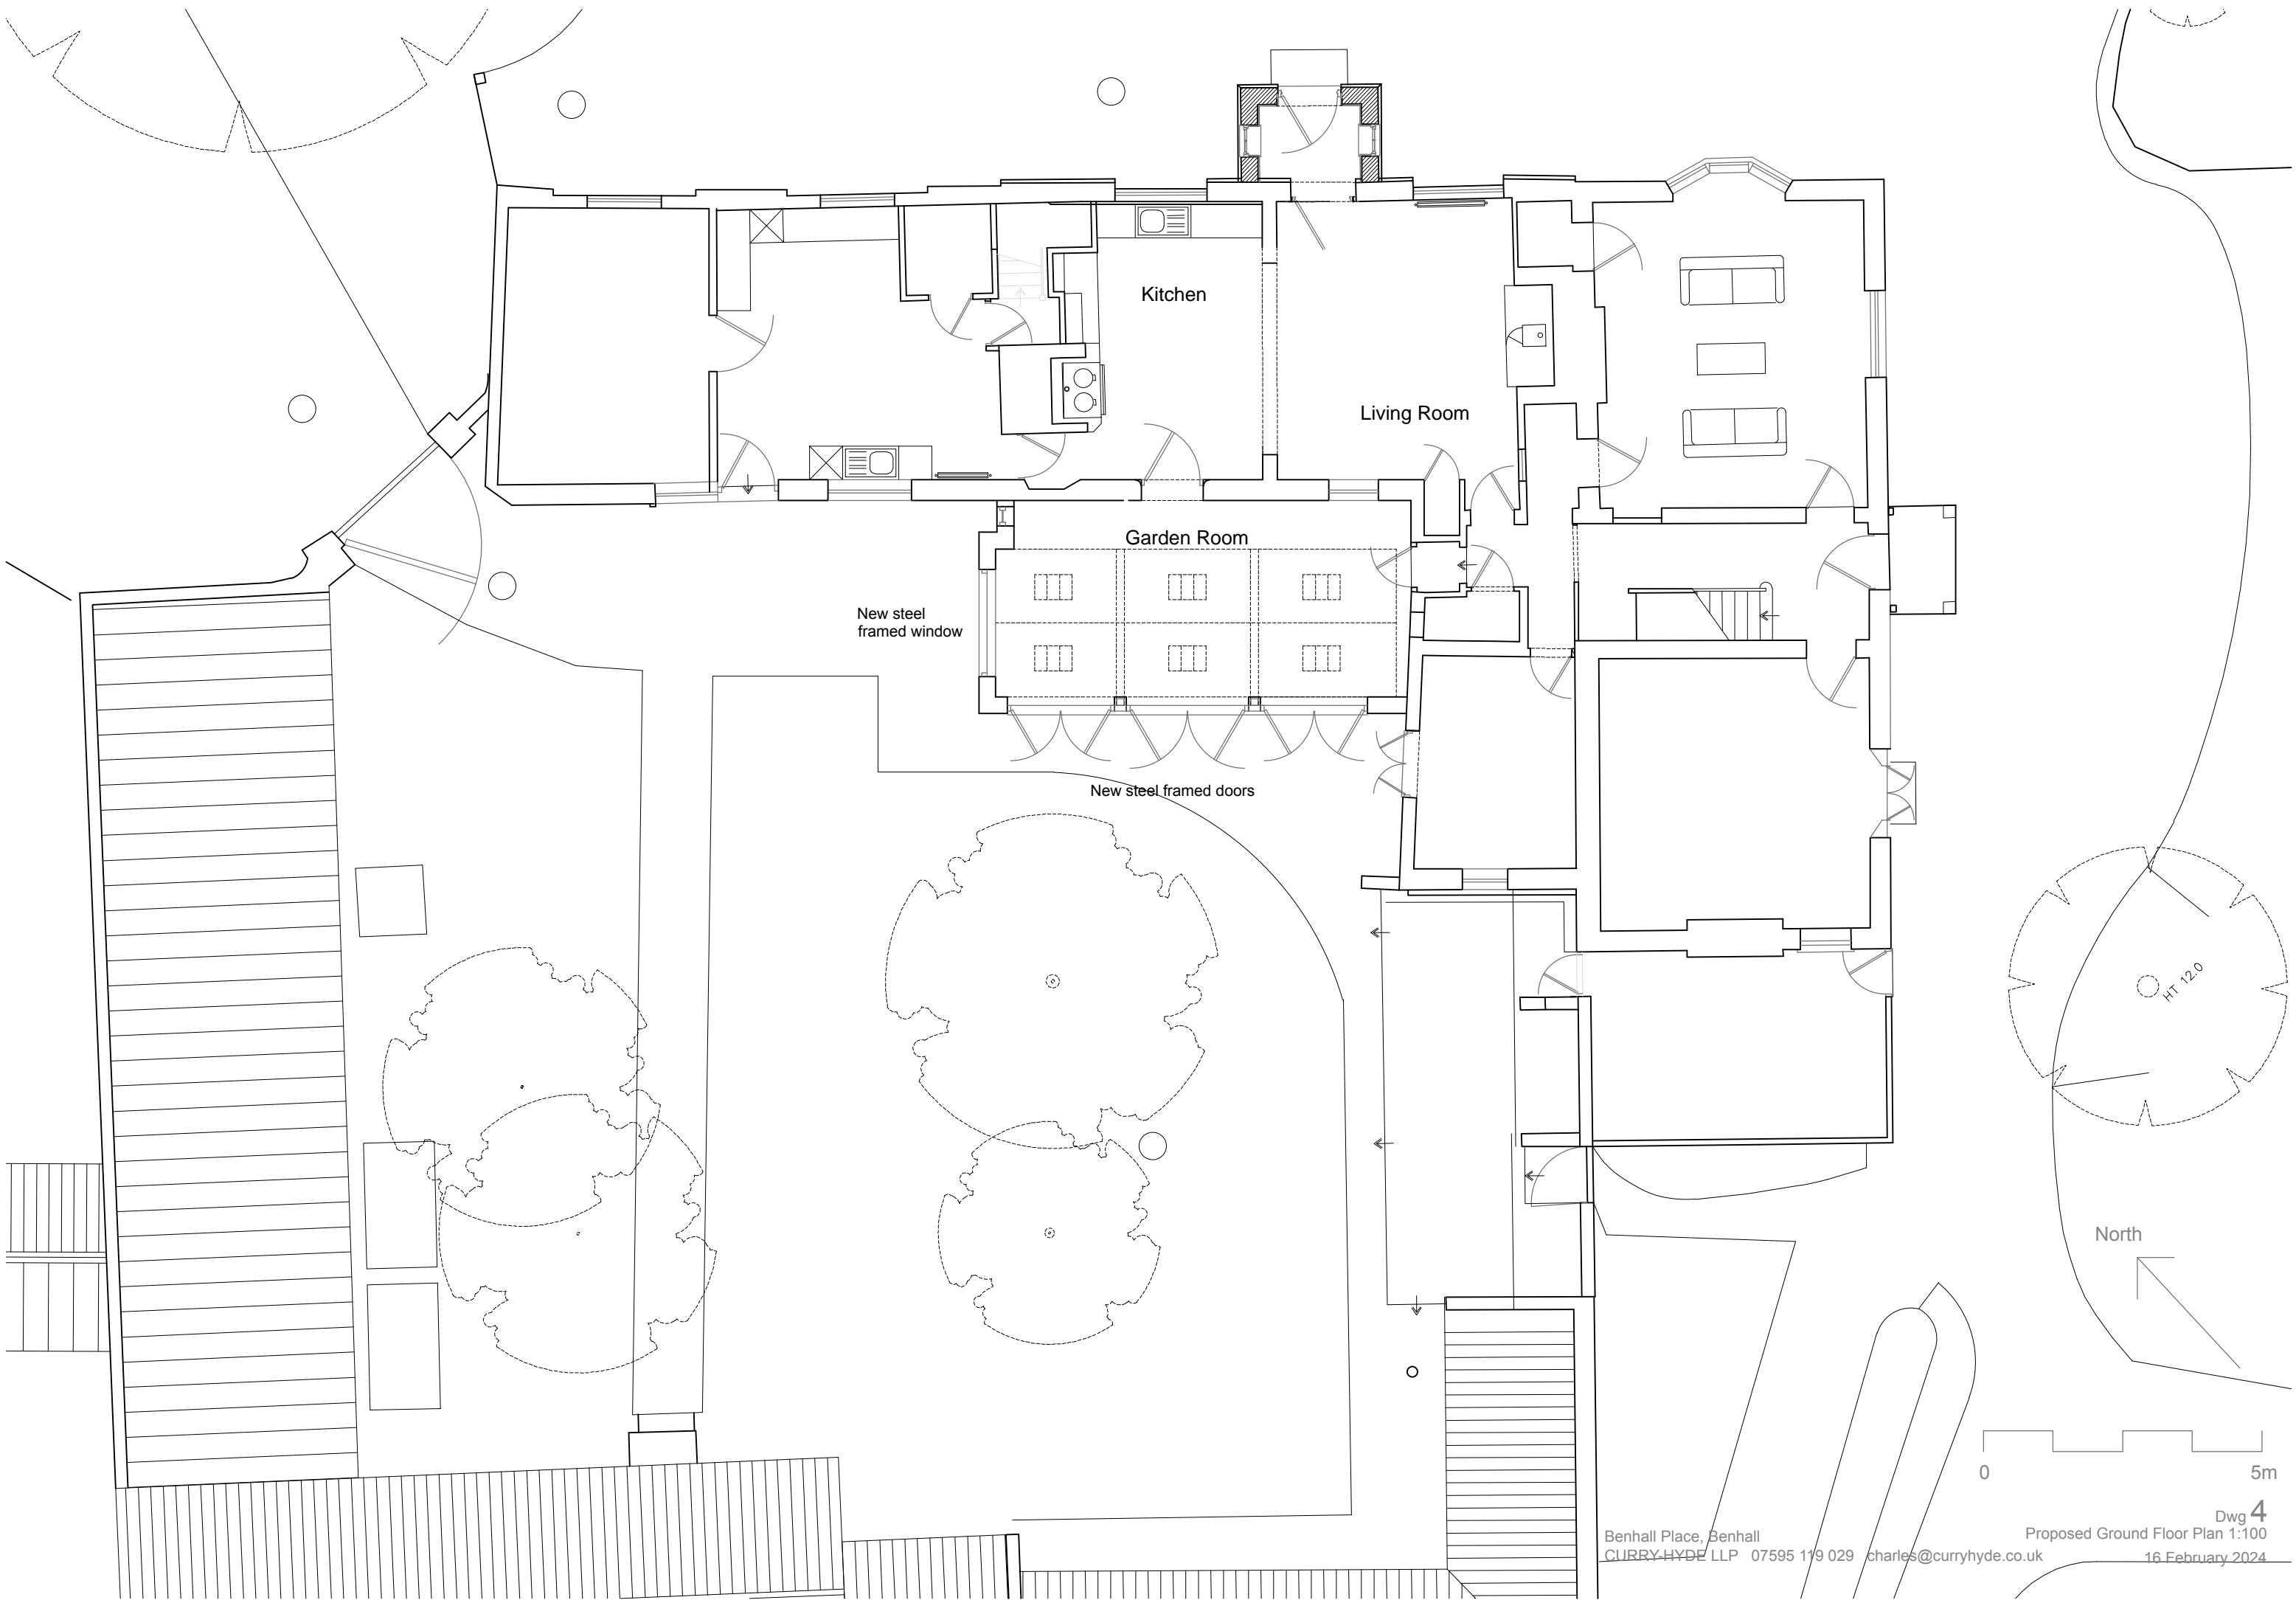 Kitchen
Living Room
Garden Room
New steel
framed window
New steel framed doors
HT 12.0
North
0
5m
Dwg 4
Proposed Ground Floor Plan 1:100
16 February 2024
Benhall Place, Benhall
CURRY-HYDE LLP 07595 119 029 charles@curryhyde.co.uk